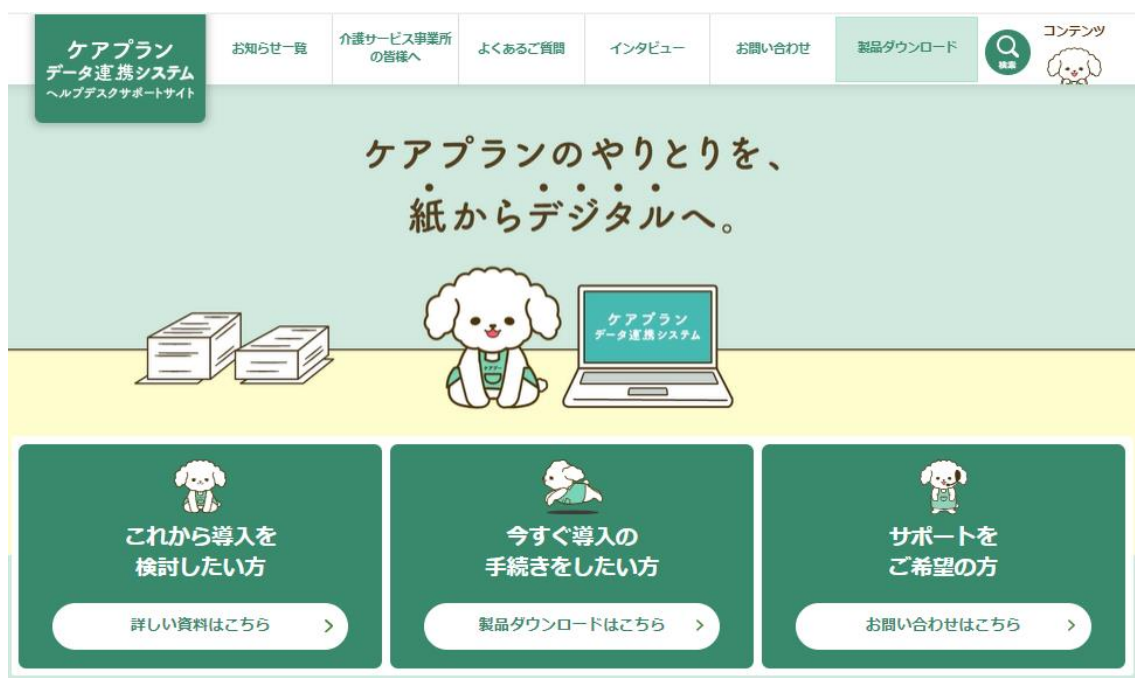 ケアプラン
データ連携システム
ヘルプデスクサポートサイト
お知らせ一覧
介護サービス事業所
の皆様へ
よくあるご質問
インタビュー
お問い合わせ
製品ダウンロード
検索
コンテンツ
ケアプランのやりとりを、
紙からデジタルへ。
ケアプラン
データ連携システム
これから導入を
検討したい方
詳しい資料はこちら
今すぐ導入の
手続きをしたい方
製品ダウンロードはこちら
サポートを
ご希望の方
お問い合わせはこちら